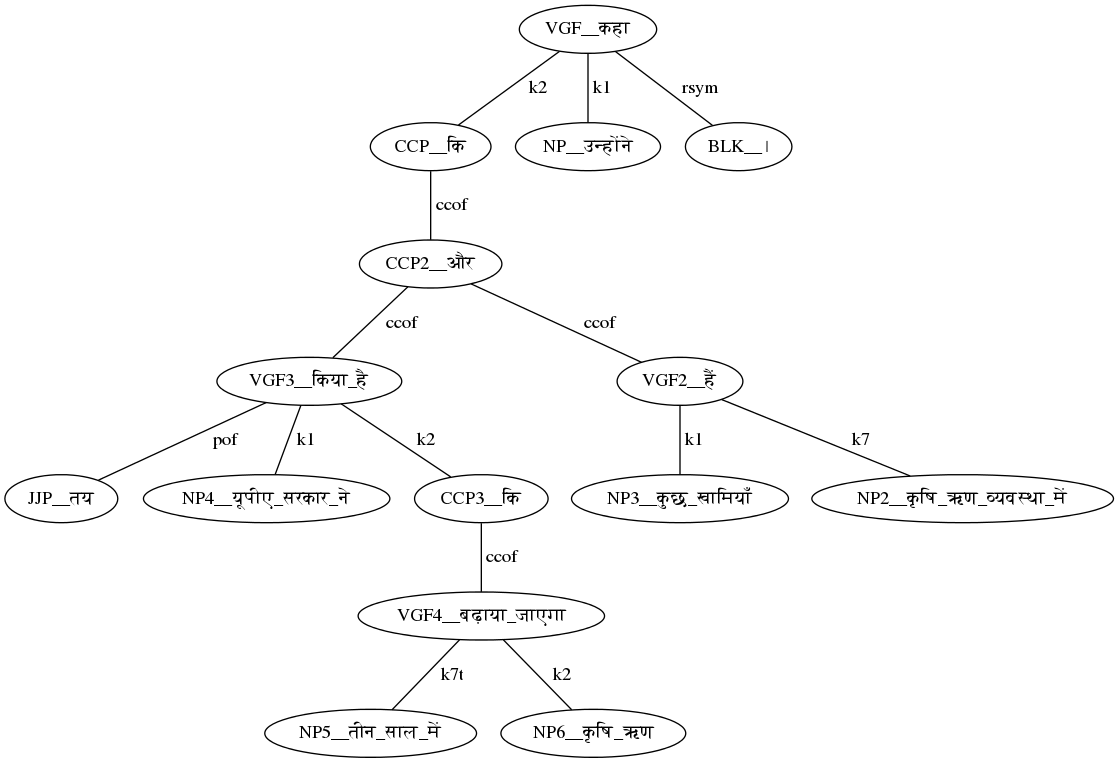 VGF__कहा
k2 k1 rsym
CCP__कि NP__उन्होंने BLK__।
ccof
CCP2__और
ccof ccof
VGF3__किया_है VGF2__हैं
pof k1 k2 k1 k7
JJP__तय NP4__यूपीए_सरकार_ने CCP3__कि NP3__कुछ_खामियाँ NP2__कृषि_ऋण_व्यवस्था_में
ccof
VGF4__बढ़ाया_जाएगा
k7t k2
NP5__तीन_साल_में NP6__कृषि_ऋण